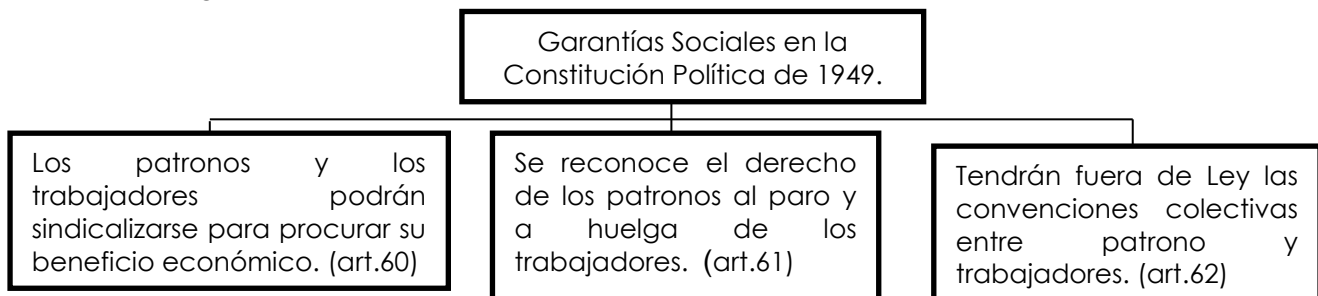 Garantías Sociales en la
Constitución Política de 1949.
Los patronos y los
trabajadores podrán
sindicalizarse para procurar su
beneficio económico. (art.60)
Se reconoce el derecho
de los patronos al paro y
a huelga de los
trabajadores. (art.61)
Tendrán fuera de Ley las
convenciones colectivas
entre patrono y
trabajadores. (art.62)